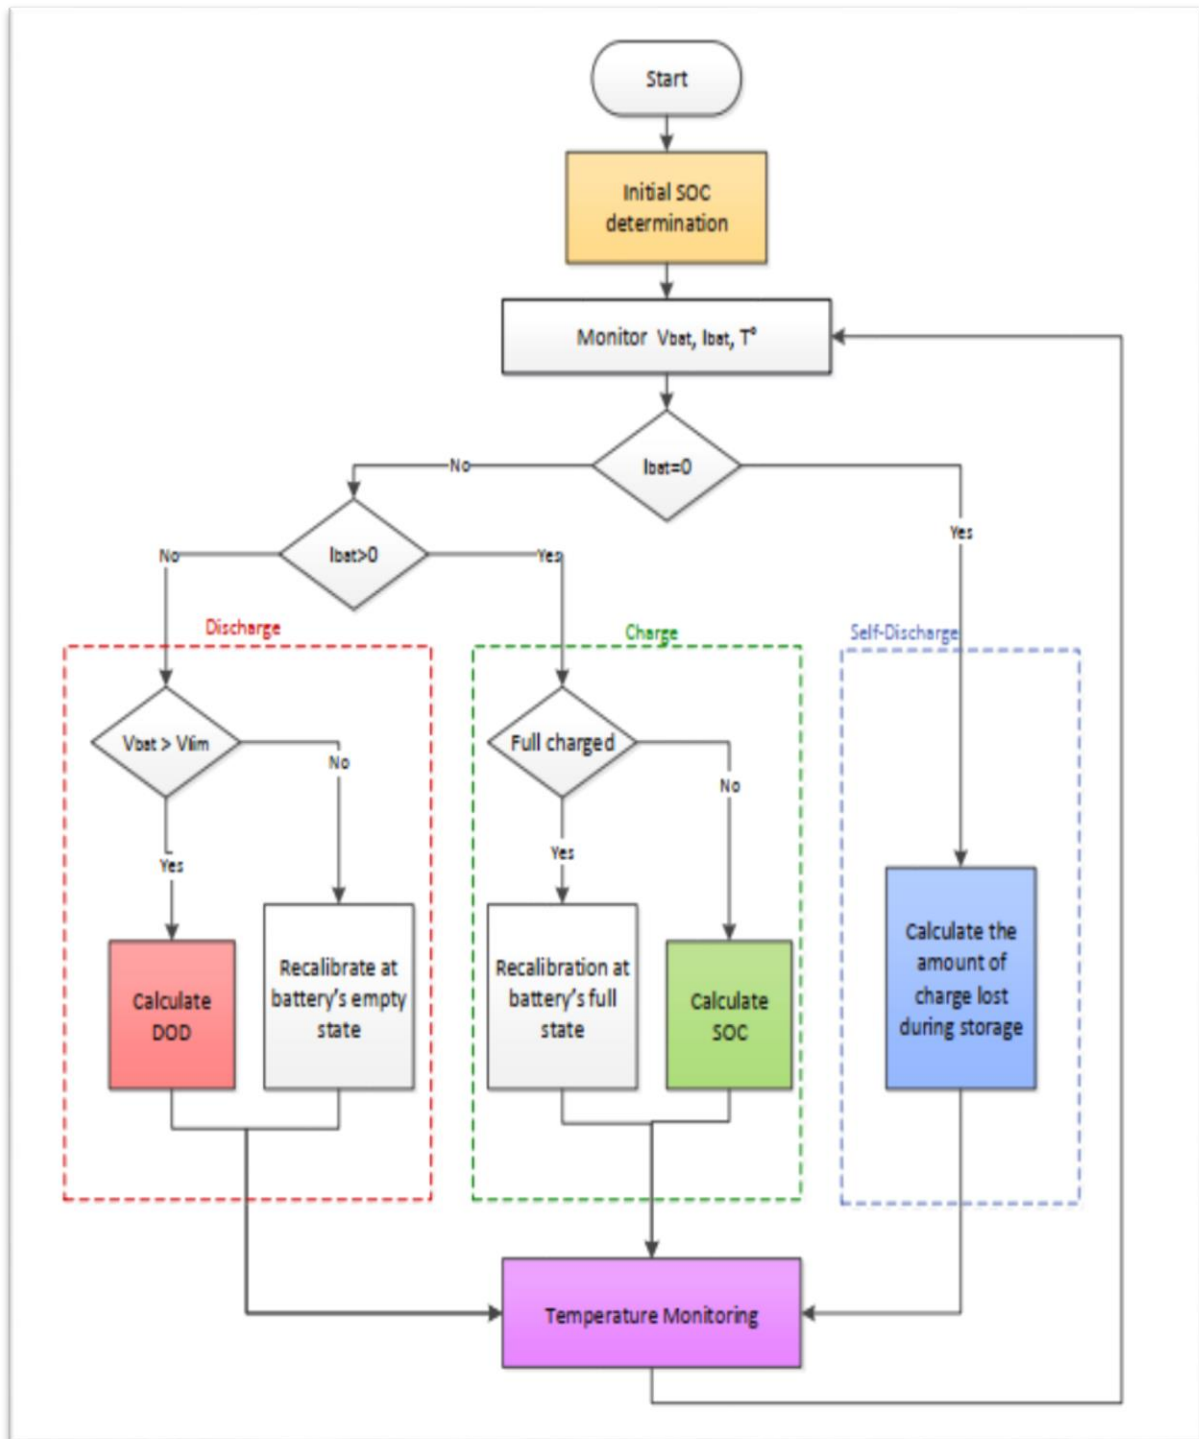 Start
Initial SOC
determination
Monitor Vbat, Ibat, T°
Ibat=0
No
Yes
Ibat>0
No
Yes
Discharge
Charge
Self-Discharge
Vbat > Vlim
No
Yes
Full charged
No
Yes
Calculate
DOD
Recalibrate at
battery's empty
state
Recalibration at
battery's full
state
Calculate
SOC
Calculate the
amount of
charge lost
during storage
Temperature Monitoring